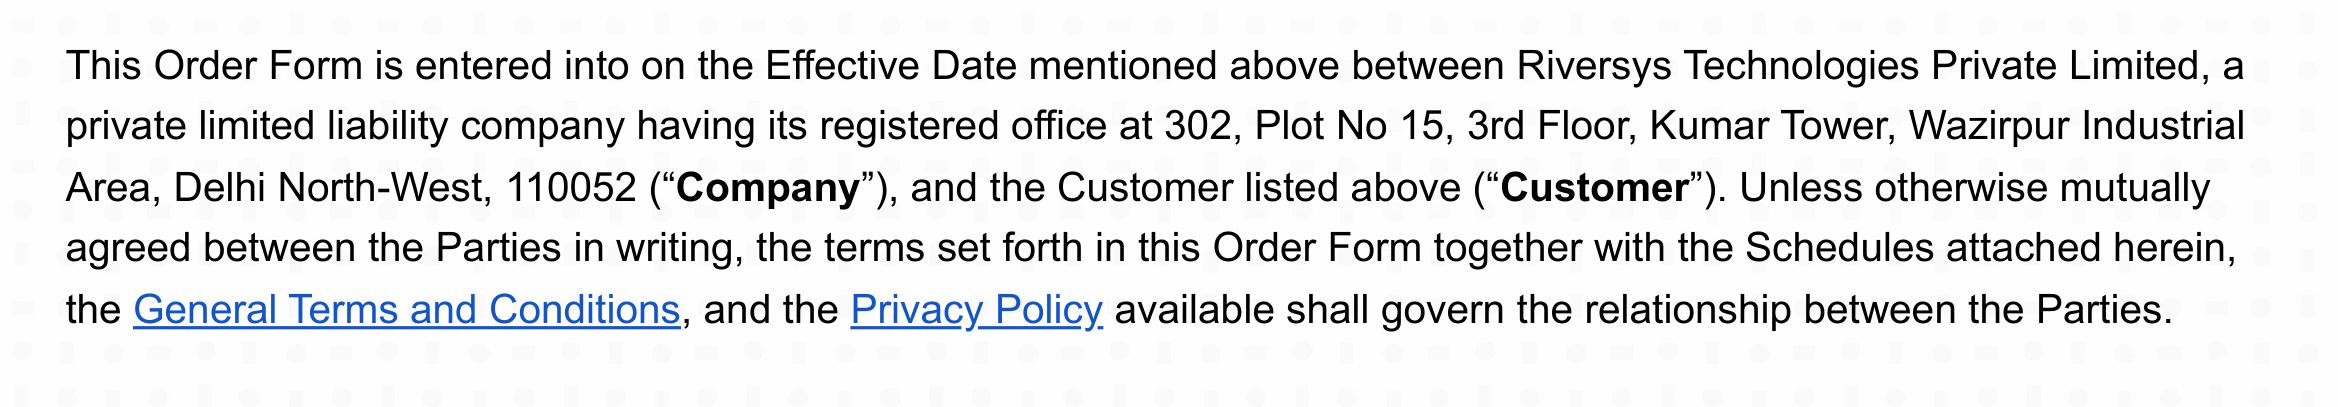 This Order Form is entered into on the Effective Date mentioned above between Riversys Technologies Private Limited, a
private limited liability company having its registered office at 302, Plot No 15, 3rd Floor, Kumar Tower, Wazirpur Industrial
Area, Delhi North-West, 110052 (“Company”), and the Customer listed above (“Customer”). Unless otherwise mutually
agreed between the Parties in writing, the terms set forth in this Order Form together with the Schedules attached herein,
the General Terms and Conditions, and the Privacy Policy available shall govern the relationship between the Parties.